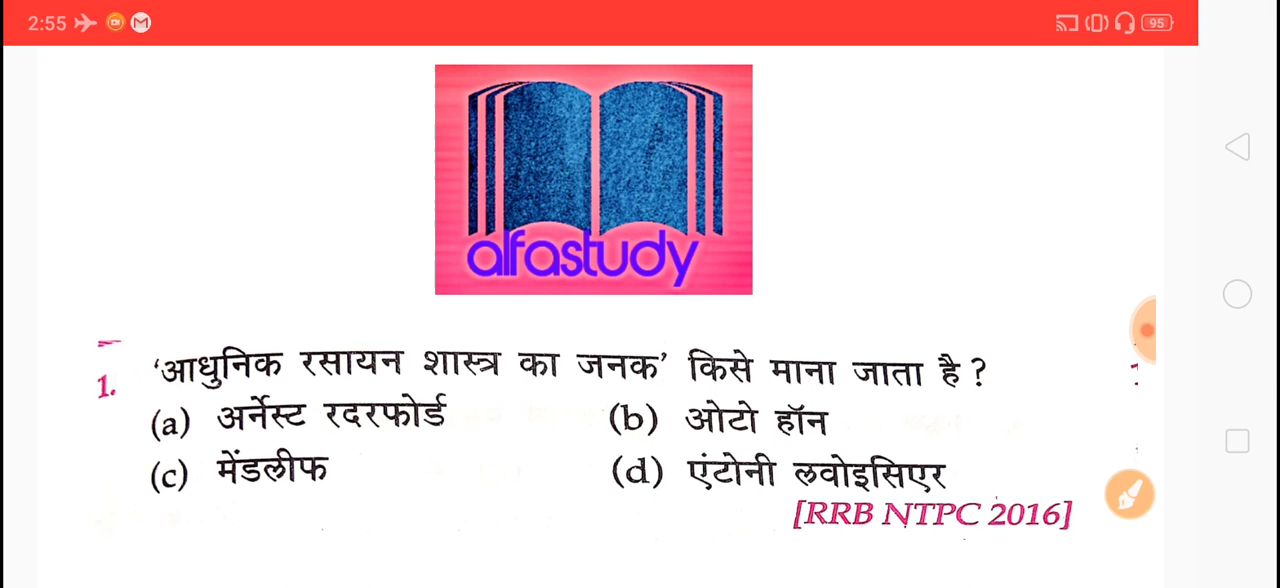 2:55
95
alfastudy
1. ‘आधुनिक रसायन शास्त्र का जनक’ किसे माना जाता है ?
(a) अर्नेस्ट रदरफोर्ड (b) ओटो हॉन
(c) मेंडलीफ (d) एंटोनी लवोइसिएर
[RRB NTPC 2016]